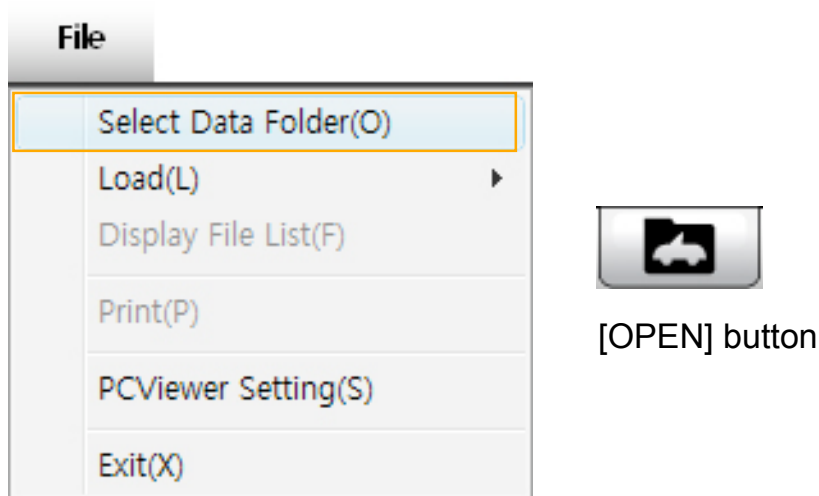 File
Select Data Folder(O)
Load(L)
Display File List(F)
Print(P)
PCViewer Setting(S)
Exit(X)
[OPEN] button